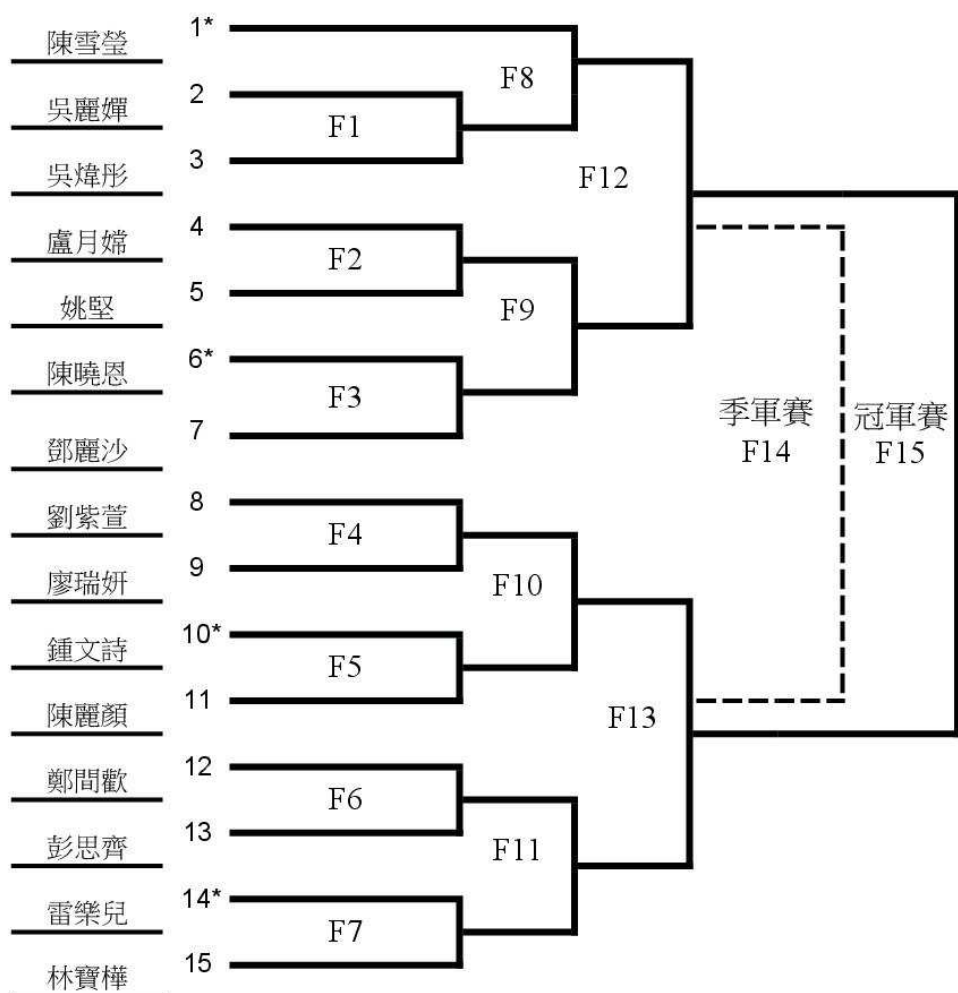 陳雪瑩 1*
吳麗嬋 2
吳煒彤 3
盧月嫦 4
姚堅 5
陳曉恩 6*
鄧麗沙 7
劉紫萱 8
廖瑞妍 9
鍾文詩 10*
陳麗顏 11
鄭間歡 12
彭思齊 13
雷樂兒 14*
林寶樺 15
F1
F2
F3
F4
F5
F6
F7
F8
F9
F10
F11
F12
F13
季軍賽
F14
冠軍賽
F15